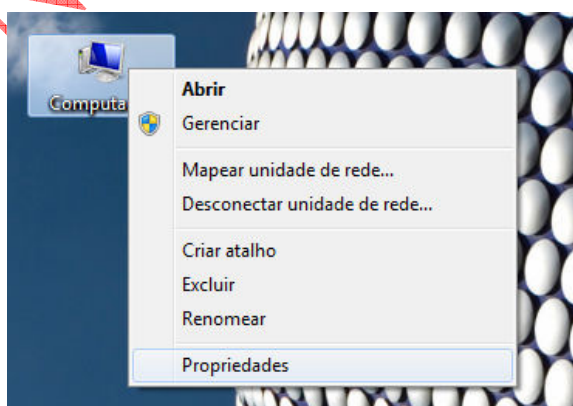 Computa
Abrir
Gerenciar
Mapear unidade de rede...
Desconectar unidade de rede...
Criar atalho
Excluir
Renomear
Propriedades